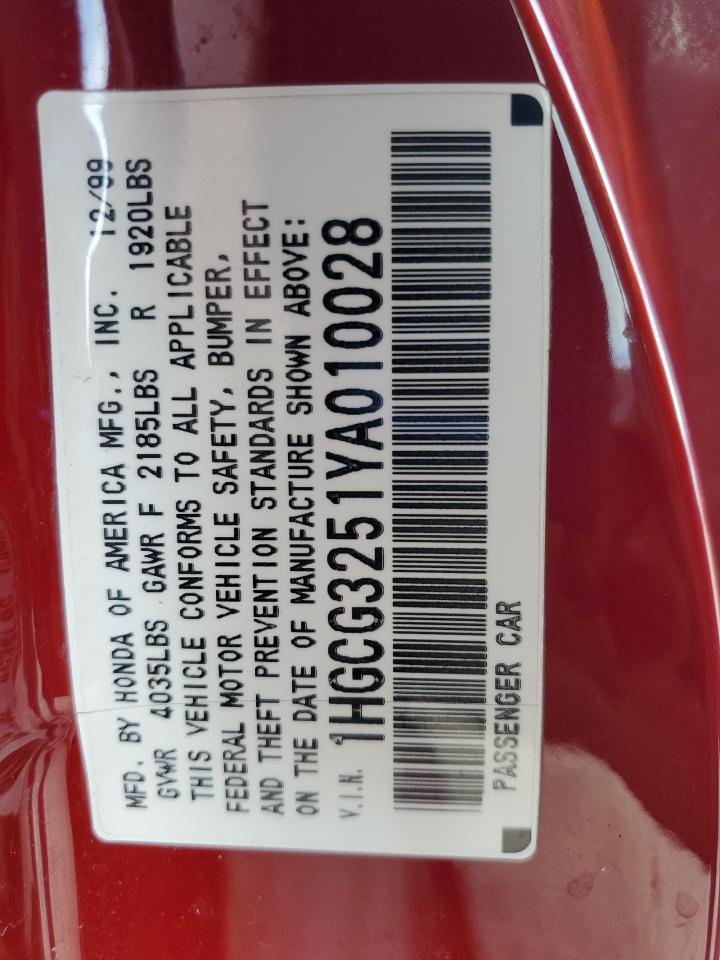 MFD. BY HONDA OF AMERICA MFG., INC. 12/99
GVWR 4035LBS GAWR F 2185LBS R 1920LBS
THIS VEHICLE CONFORMS TO ALL APPLICABLE
FEDERAL MOTOR VEHICLE SAFETY, BUMPER,
AND THEFT PREVENTION STANDARDS IN EFFECT
ON THE DATE OF MANUFACTURE SHOWN ABOVE:
V.I.N. 1HGCG3251YA010028
PASSENGER CAR